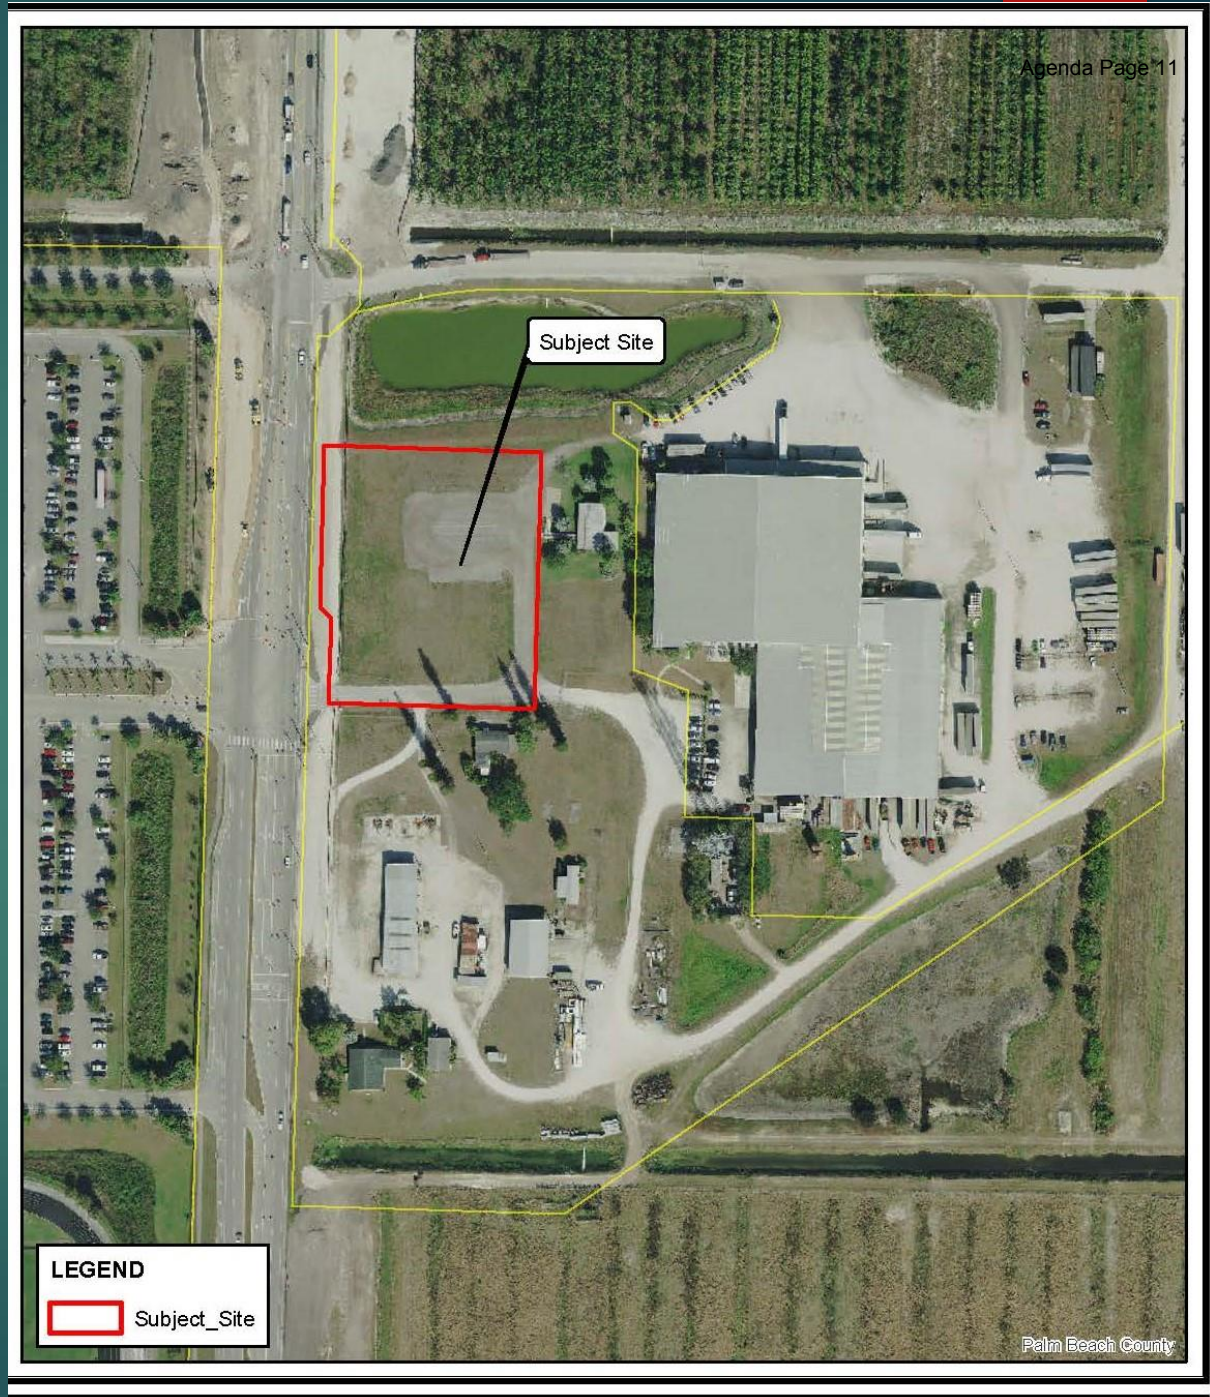 Agenda Page 11
Subject Site
LEGEND
Subject_Site
Palm Beach County